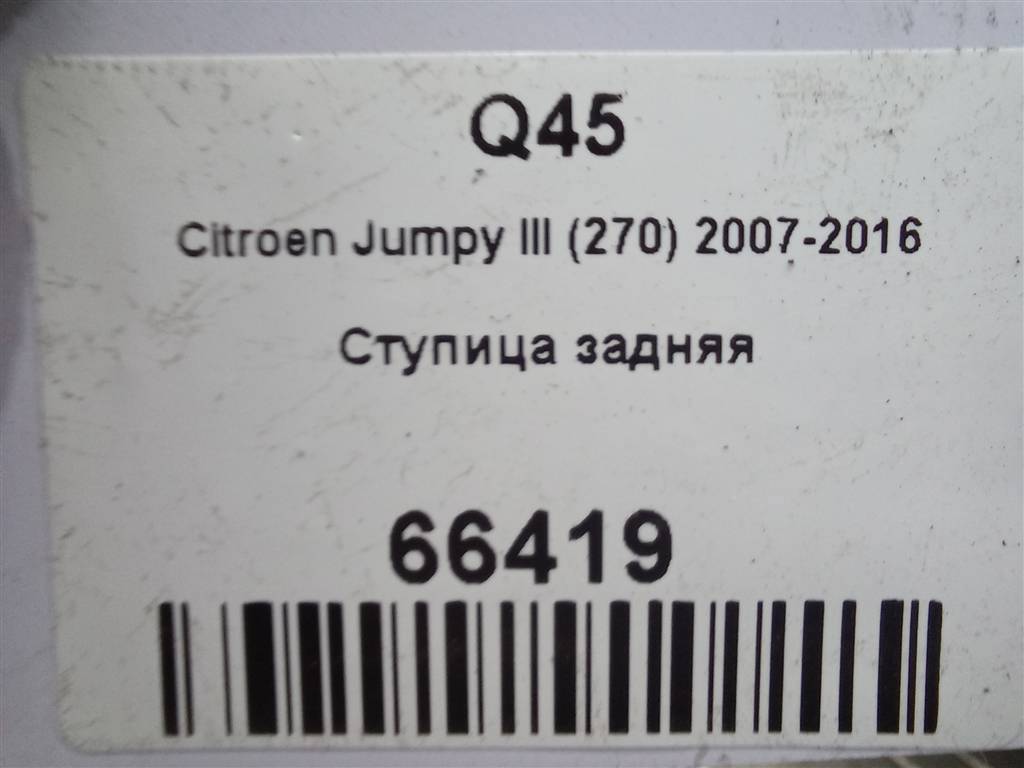 Q45
Citroen Jumpy III (270) 2007-2016
Ступица задняя
66419